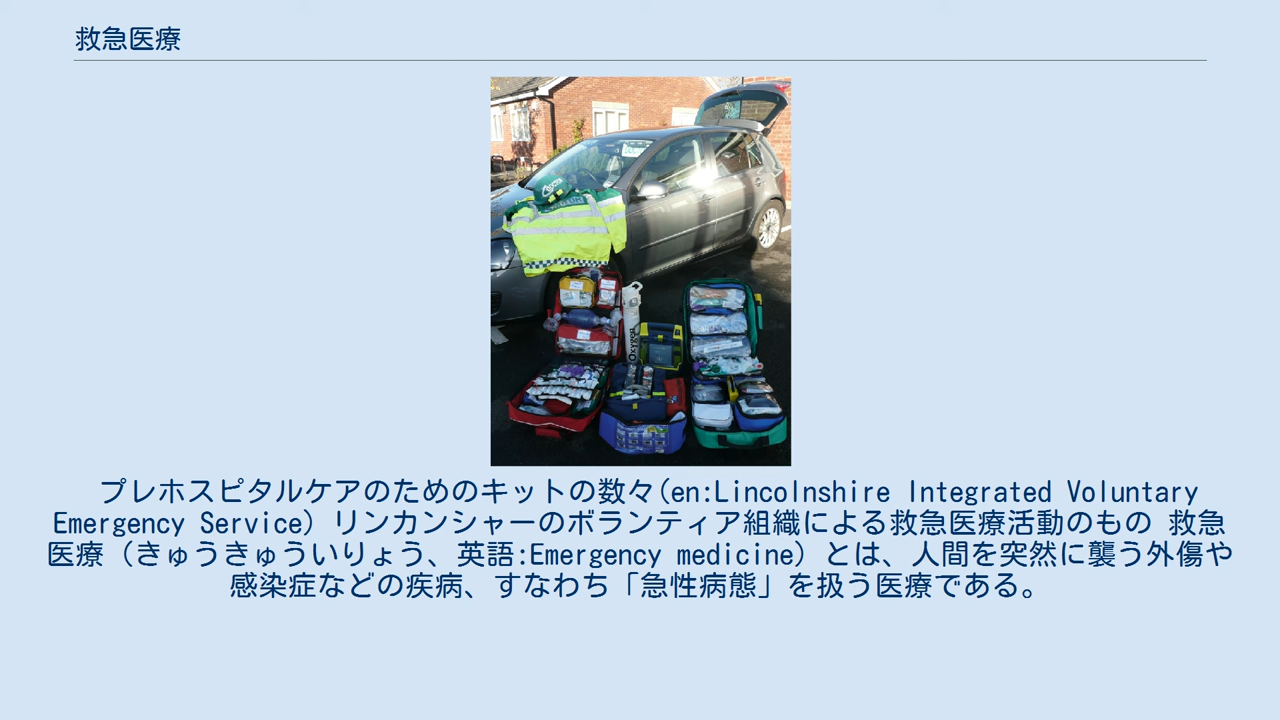 救急医療
Oxygen
プレホスピタルケアのためのキットの数々(en:Lincolnshire Integrated Voluntary
Emergency Service) リンカンシャーのボランティア組織による救急医療活動のもの 救急
医療（きゅうきゅういりょう、英語:Emergency medicine）とは、人間を突然に襲う外傷や
感染症などの疾病、すなわち「急性病態」を扱う医療である。